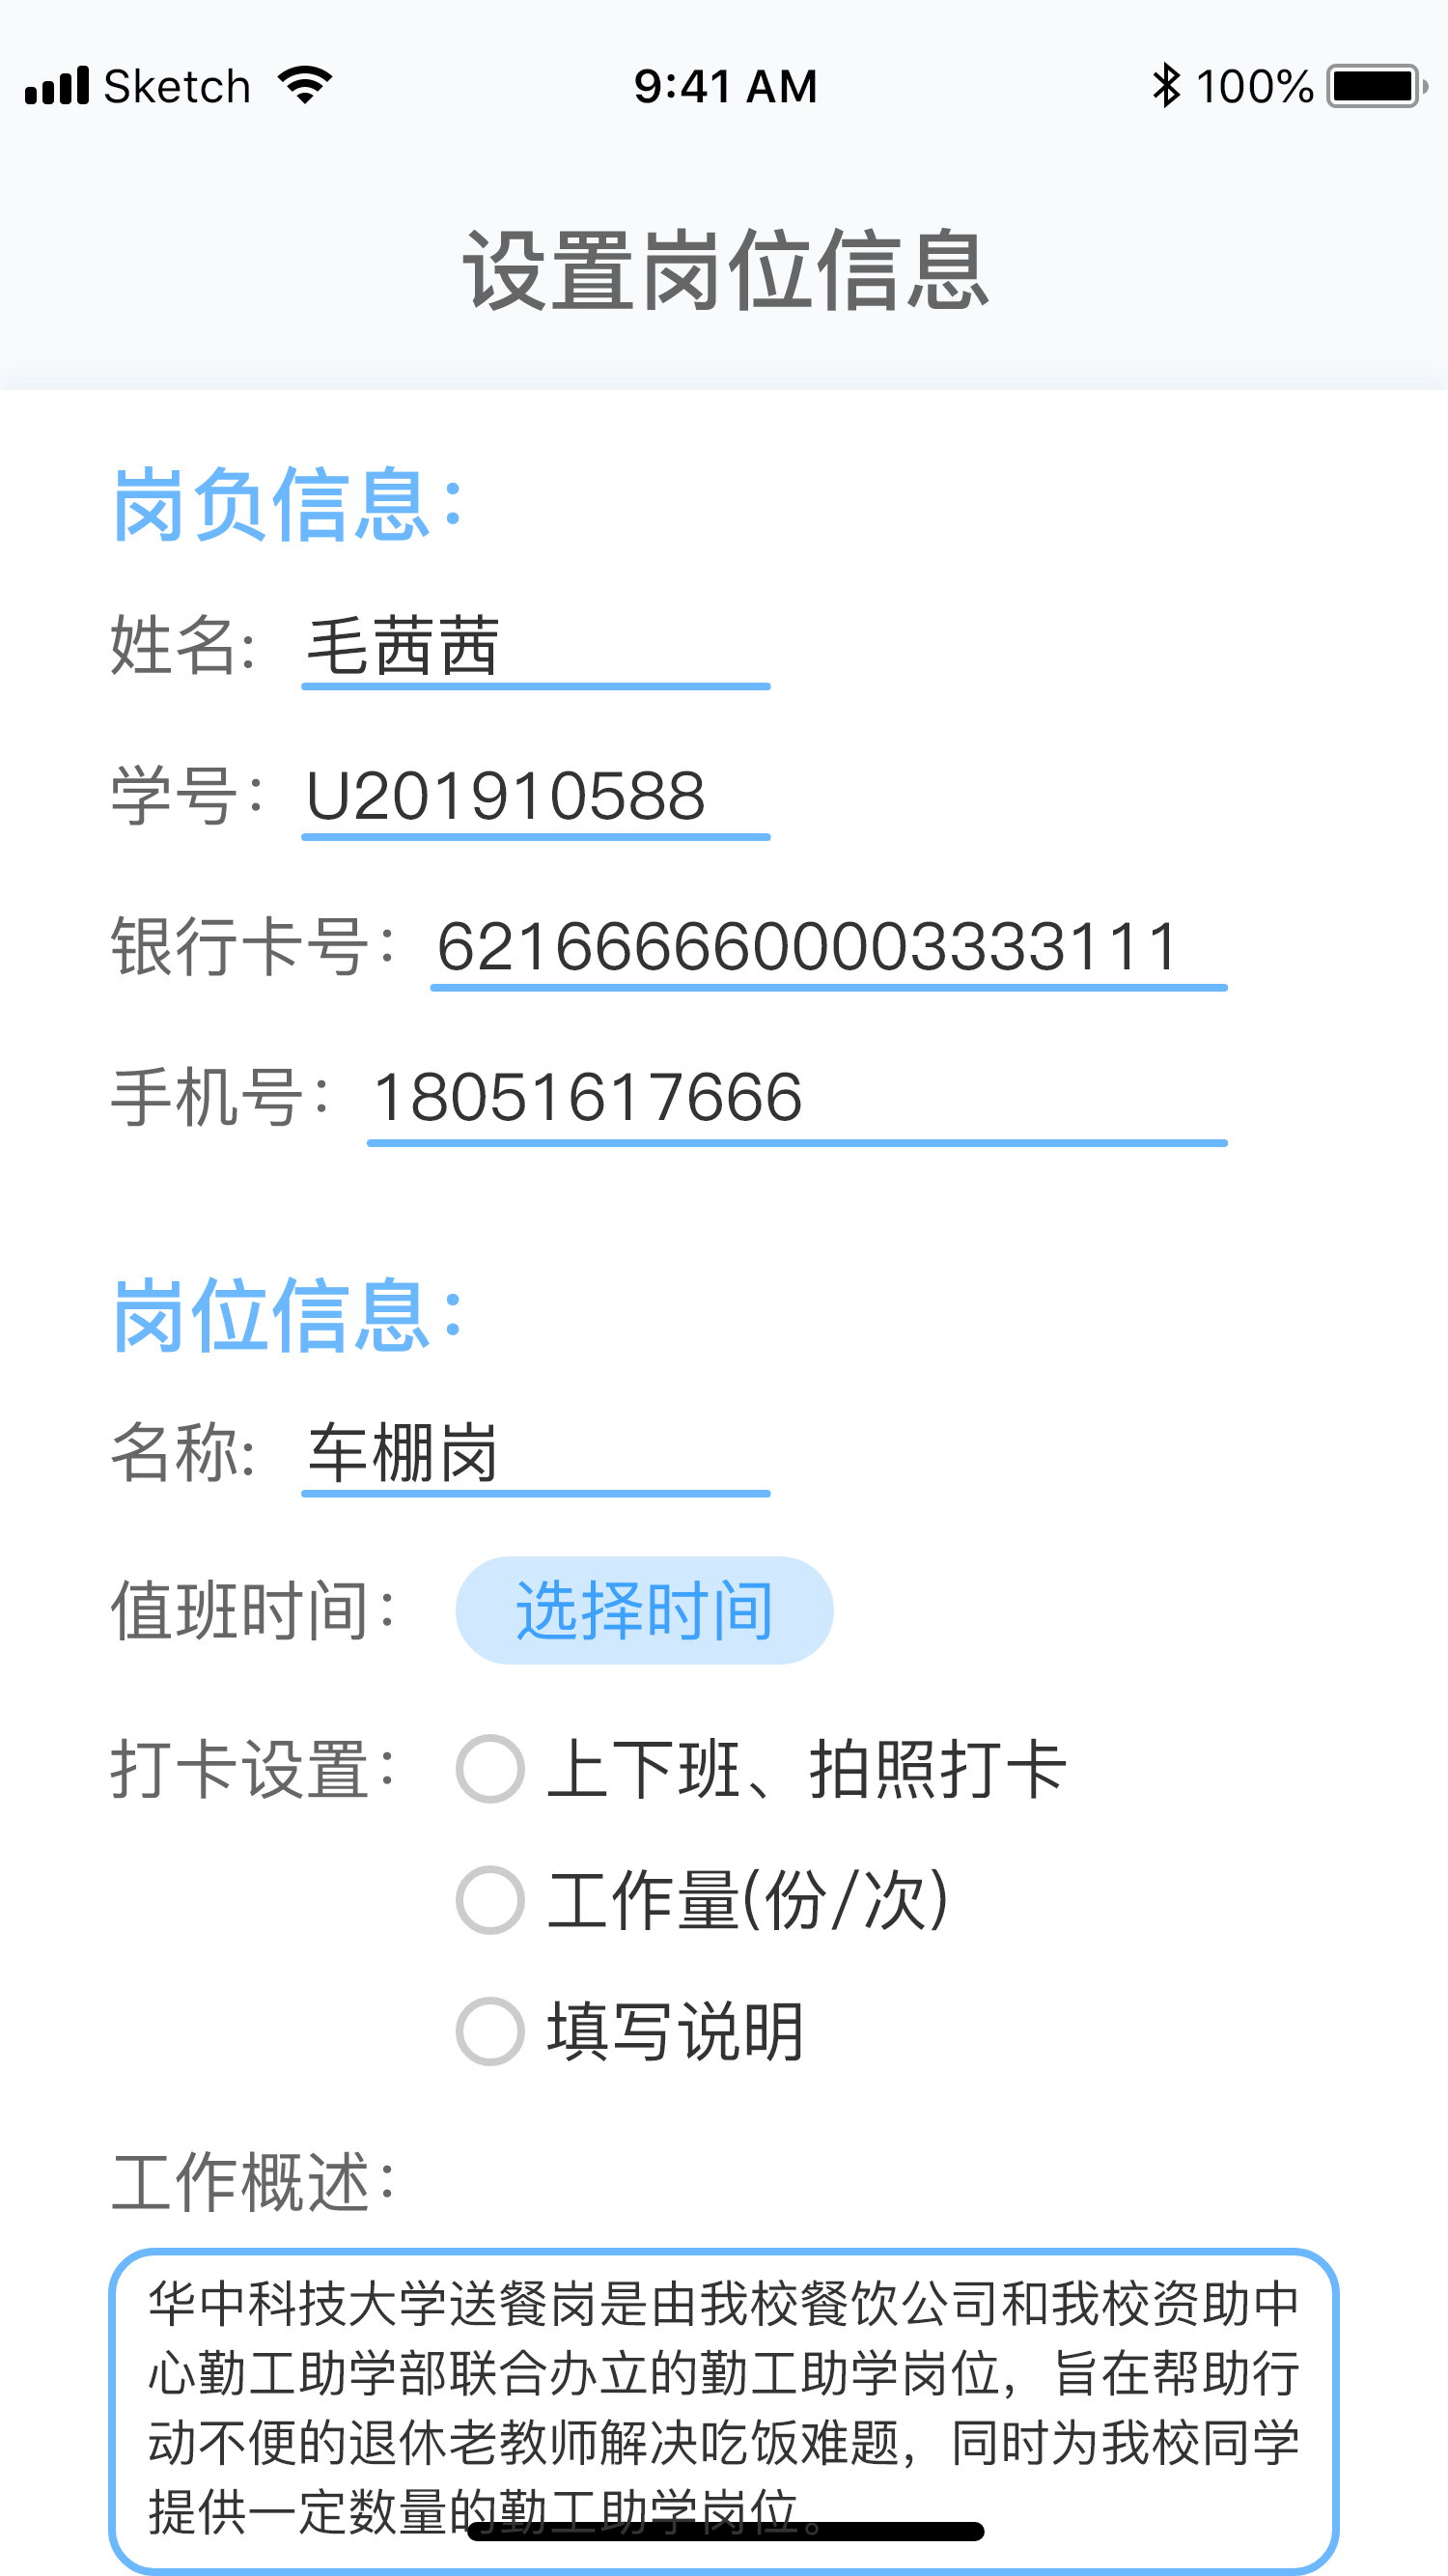 Sketch 9:41 AM 100%
设置岗位信息
岗负信息：
姓名: 毛茜茜
学号： U201910588
银行卡号： 6216666600003333111
手机号： 18051617666
岗位信息：
名称: 车棚岗
值班时间： 选择时间
打卡设置： 上下班、拍照打卡
工作量(份/次)
填写说明
工作概述：
华中科技大学送餐岗是由我校餐饮公司和我校资助中
心勤工助学部联合办立的勤工助学岗位，旨在帮助行
动不便的退休老教师解决吃饭难题，同时为我校同学
提供一定数量的勤工助学岗位。